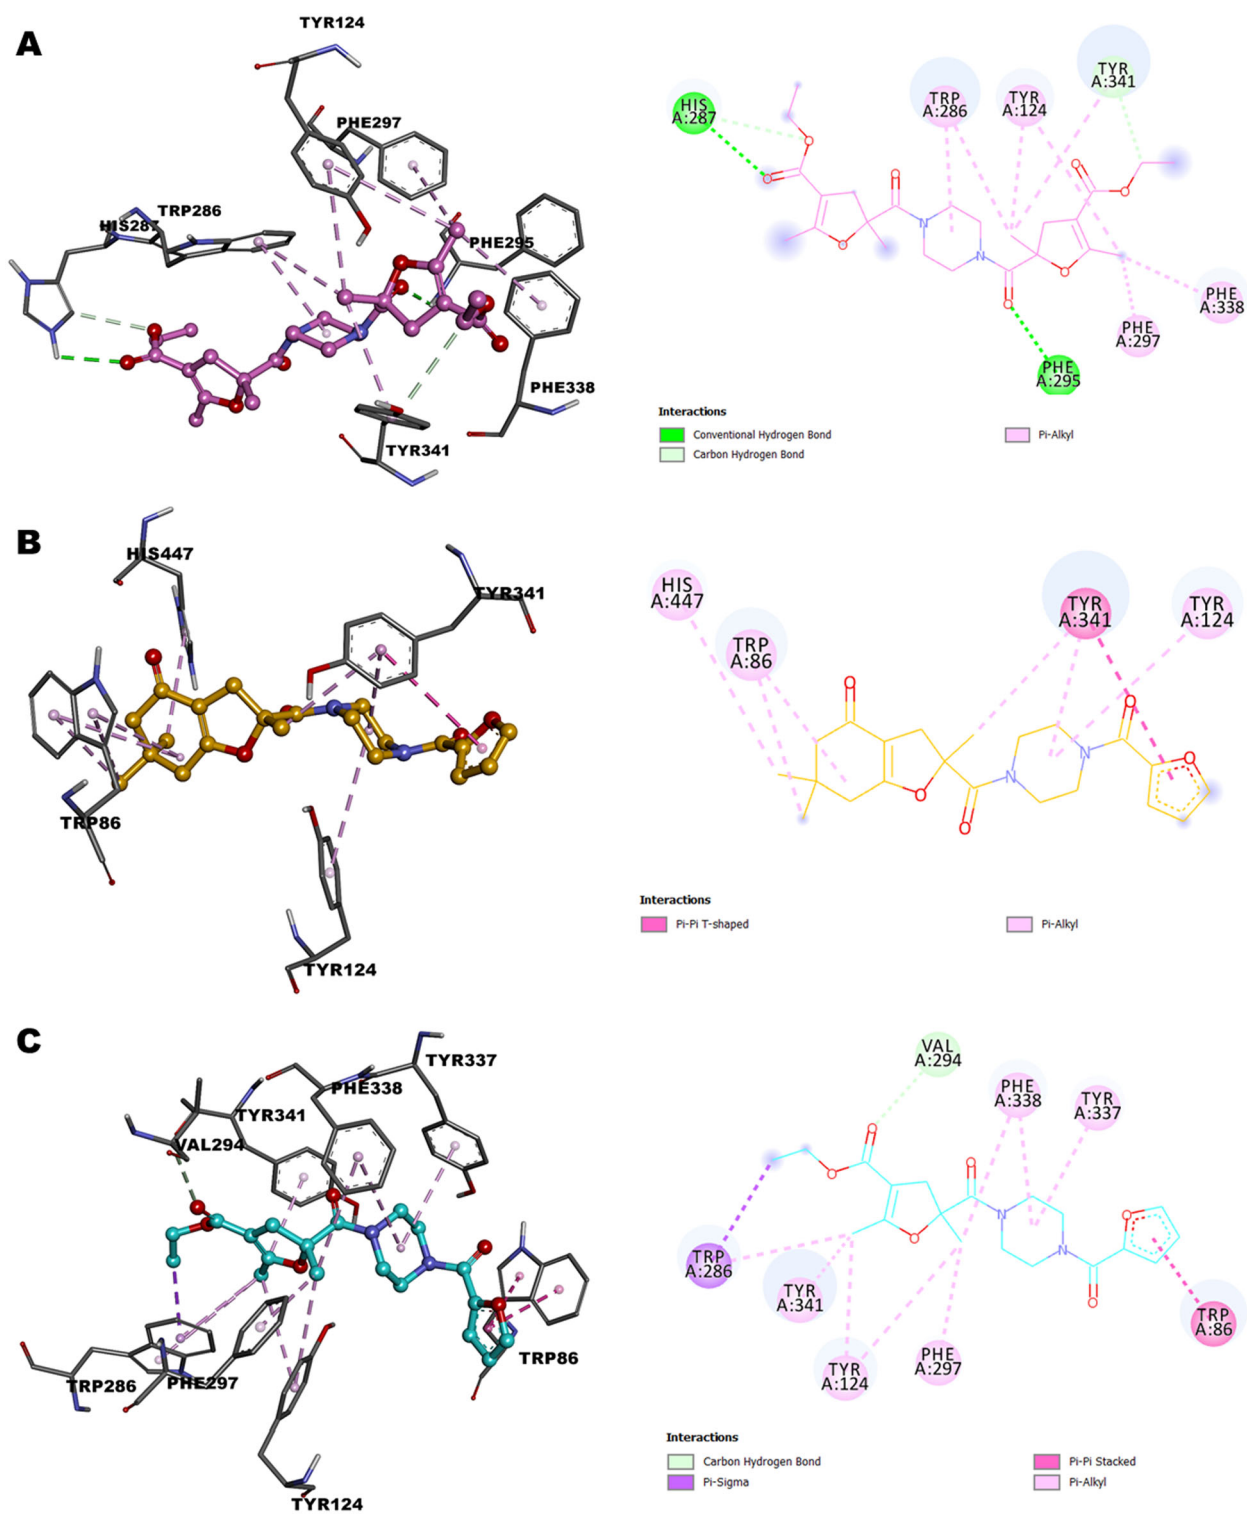 A
TYR124
PHE297
TRP286
HIS287
PHE295
PHE338
TYR341
HIS
A:287
TRP
A:286
TYR
A:124
TYR
A:341
O
O
O
N
O
N
O
O
O
O
PHE
A:338
PHE
A:297
PHE
A:295
Interactions
Conventional Hydrogen Bond
Carbon Hydrogen Bond
Pi-Alkyl
B
HIS447
TYR341
TRP86
TYR124
HIS
A:447
TRP
A:86
TYR
A:341
TYR
A:124
O
O
O
N
N
O
O
Interactions
Pi-Pi T-shaped
Pi-Alkyl
C
TYR337
PHE338
TYR341
VAL294
TRP86
TRP286
PHE297
TYR124
VAL
A:294
PHE
A:338
TYR
A:337
O
O
O
O
N
N
O
O
TRP
A:286
TYR
A:341
TYR
A:124
PHE
A:297
TRP
A:86
Interactions
Carbon Hydrogen Bond
Pi-Sigma
Pi-Pi Stacked
Pi-Alkyl